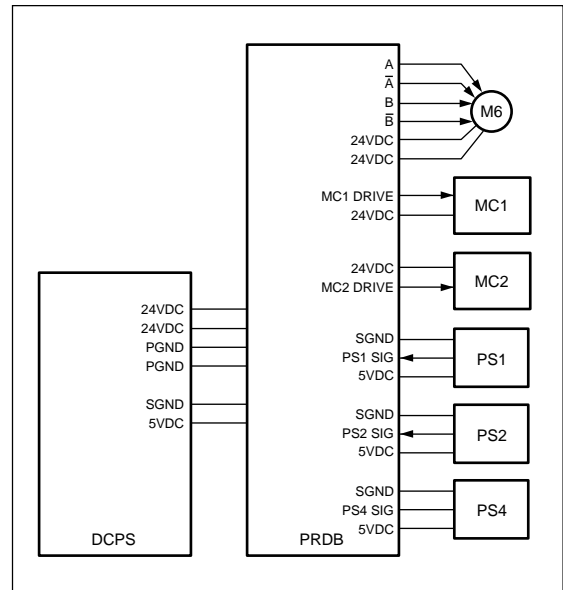 A
A̅
B
B̅
24VDC
24VDC
M6
MC1 DRIVE
24VDC
MC1
24VDC
MC2 DRIVE
MC2
24VDC
24VDC
PGND
PGND
SGND
5VDC
DCPS
SGND
PS1 SIG
5VDC
PS1
SGND
PS2 SIG
5VDC
PS2
SGND
PS4 SIG
5VDC
PS4
PRDB